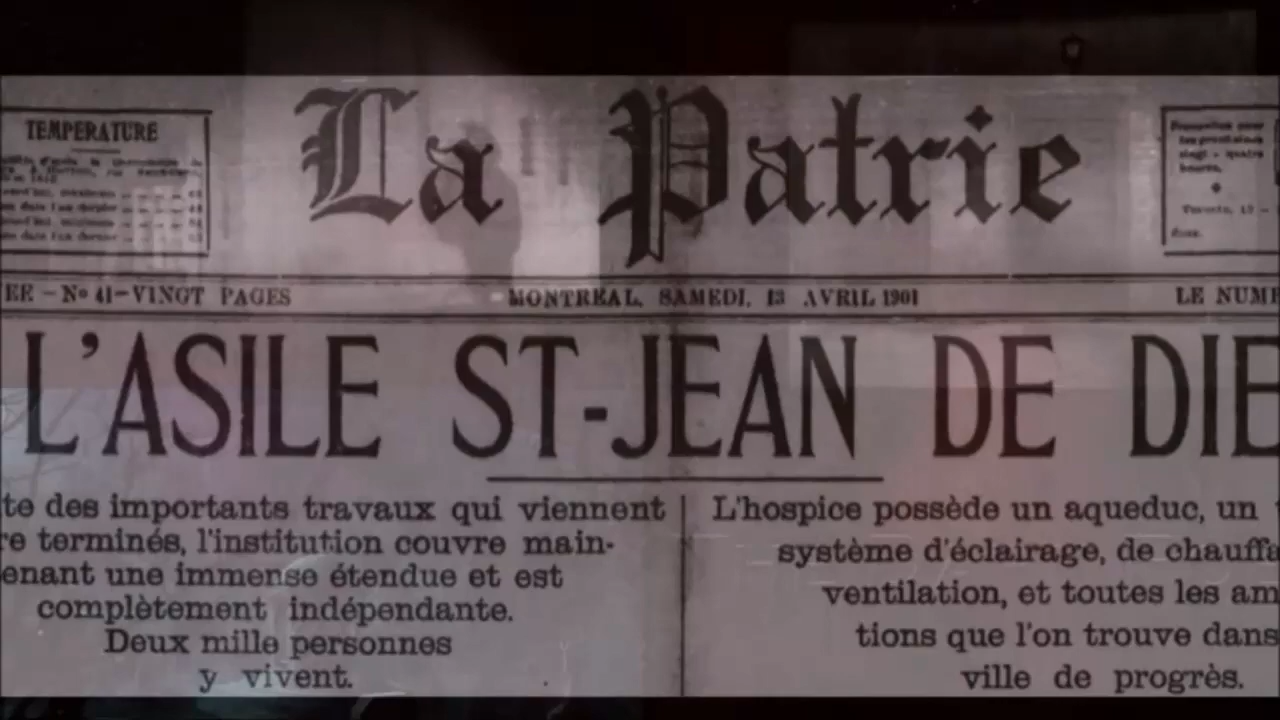 La Patrie
TEMPERATURE
ER - No 41 - VINGT PAGES
MONTREAL, SAMEDI, 13 AVRIL 1901
LE NUME
L'ASILE ST-JEAN DE DIE
te des importants travaux qui viennent
re terminés, l'institution couvre main-
enant une immense étendue et est
complètement indépendante.
Deux mille personnes
y vivent.
L'hospice possède un aqueduc, un
système d'éclairage, de chauffa
ventilation, et toutes les am
tions que l'on trouve dans
ville de progrès.